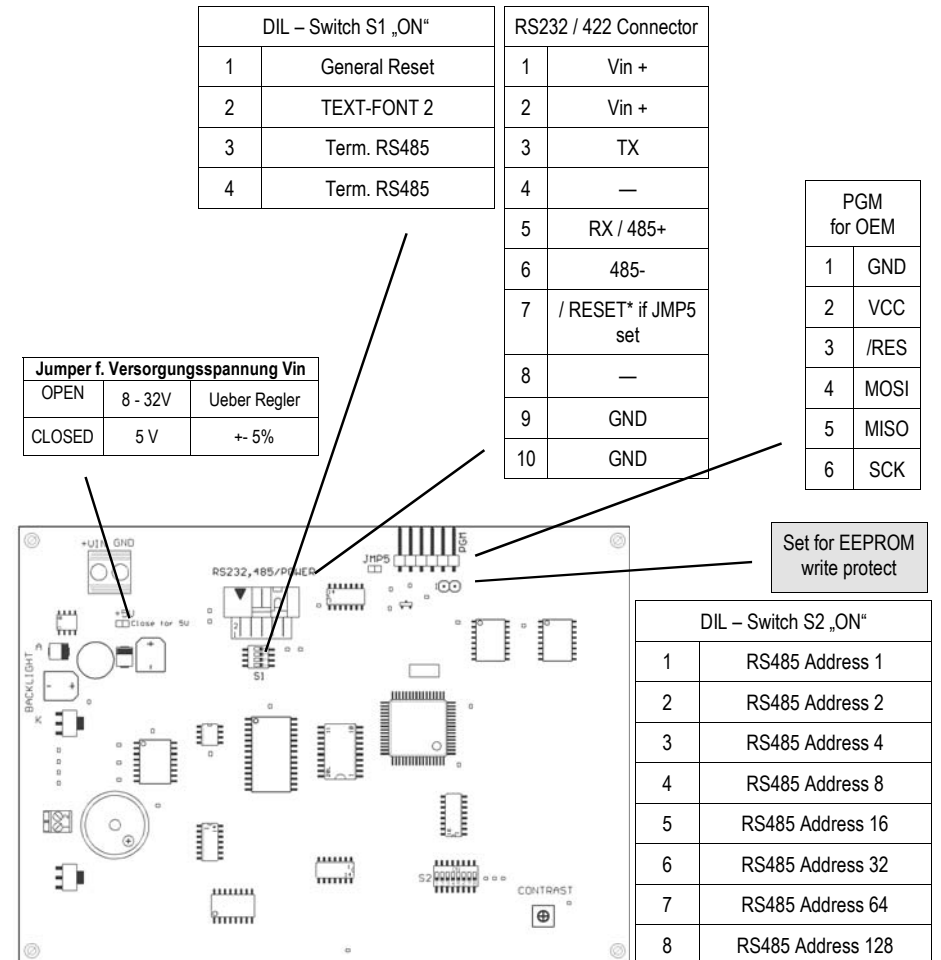 DIL – Switch S1 „ON“
1 General Reset
2 TEXT-FONT 2
3 Term. RS485
4 Term. RS485
RS232 / 422 Connector
1 Vin +
2 Vin +
3 TX
4 —
5 RX / 485+
6 485-
7 / RESET* if JMP5
set
8 —
9 GND
10 GND
PGM
for OEM
1 GND
2 VCC
3 /RES
4 MOSI
5 MISO
6 SCK
Jumper f. Versorgungsspannung Vin
OPEN 8 - 32V Ueber Regler
CLOSED 5 V +- 5%
Set for EEPROM
write protect
DIL – Switch S2 „ON“
1 RS485 Address 1
2 RS485 Address 2
3 RS485 Address 4
4 RS485 Address 8
5 RS485 Address 16
6 RS485 Address 32
7 RS485 Address 64
8 RS485 Address 128
+VIN GND
RS232,485/POWER
JMP5
PGM
Close for 5V
2
1
S1
A
BACKLIGHT
K
S2
CONTRAST